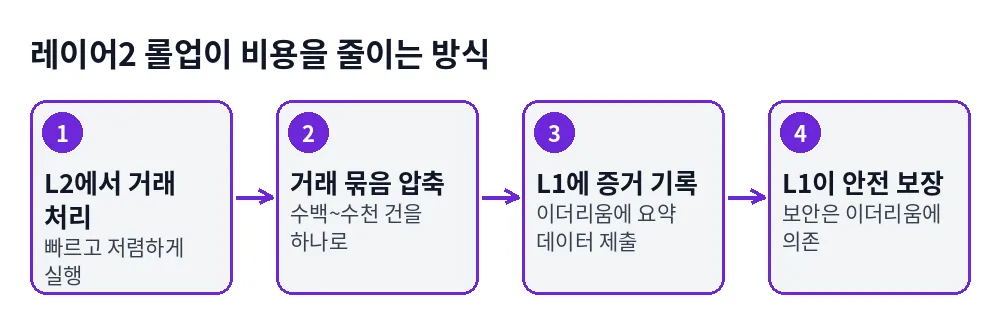 레이어2 롤업이 비용을 줄이는 방식
1
L2에서 거래
처리
빠르고 저렴하게
실행
2
거래 묶음 압축
수백~수천 건을
하나로
3
L1에 증거 기록
이더리움에 요약
데이터 제출
4
L1이 안전 보장
보안은 이더리움에
의존